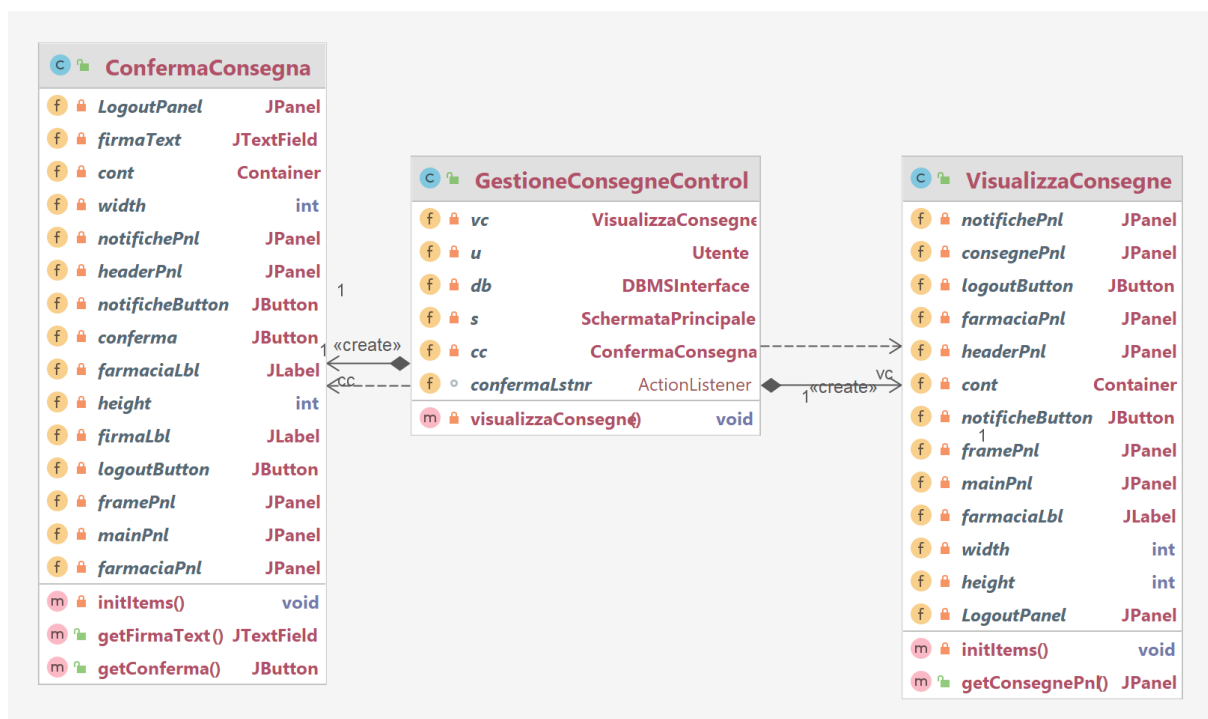 ConfermaConsegna
LogoutPanel JPanel
firmaText JTextField
cont Container
width int
notifichePnl JPanel
headerPnl JPanel
notificheButton JButton
conferma JButton
farmaciaLbl JLabel
height int
firmaLbl JLabel
logoutButton JButton
framePnl JPanel
mainPnl JPanel
farmaciaPnl JPanel
initItems() void
getFirmaText() JTextField
getConferma() JButton
1
1 «create»
cc
GestioneConsegneControl
vc VisualizzaConsegne
u Utente
db DBMSInterface
s SchermataPrincipale
cc ConfermaConsegna
confermaLstnr ActionListener
visualizzaConsegne() void
1 «create» vc
1
VisualizzaConsegne
notifichePnl JPanel
consegnePnl JPanel
logoutButton JButton
farmaciaPnl JPanel
headerPnl JPanel
cont Container
notificheButton JButton
framePnl JPanel
mainPnl JPanel
farmaciaLbl JLabel
width int
height int
LogoutPanel JPanel
initItems() void
getConsegnePnl() JPanel